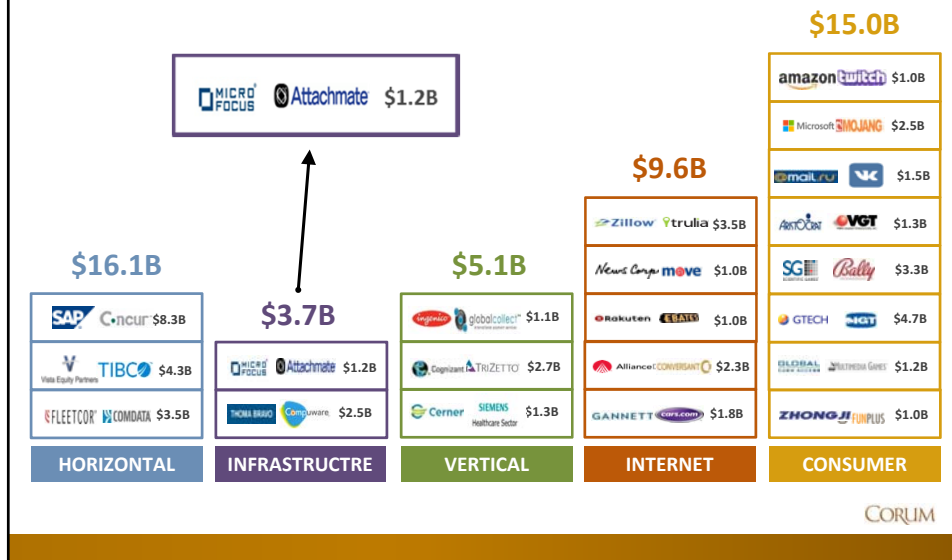 $15.0B
amazon twitch $1.0B
MICRO FOCUS Attachmate $1.2B
Microsoft MOJANG $2.5B
$9.6B
@mail.ru VK $1.5B
Zillow trulia $3.5B
ARISTOCRAT VGT $1.3B
$16.1B
$5.1B
News Corp move $1.0B
SG SCIENTIFIC GAMES Bally $3.3B
SAP Concur $8.3B
$3.7B
ingenico globalcollect $1.1B
Rakuten EBATES $1.0B
GTECH IGT $4.7B
Vista Equity Partners TIBCO $4.3B
MICRO FOCUS Attachmate $1.2B
Cognizant TRIZETTO $2.7B
Alliance CONVERSANT $2.3B
GLOBAL CASH ACCESS MULTIMEDIA GAMES $1.2B
FLEETCOR COMDATA $3.5B
THOMA BRAVO Compuware $2.5B
Cerner SIEMENS Healthcare Sector $1.3B
GANNETT cars.com $1.8B
ZHONGJI FUNPLUS $1.0B
HORIZONTAL INFRASTRUCTRE VERTICAL INTERNET CONSUMER
CORUM